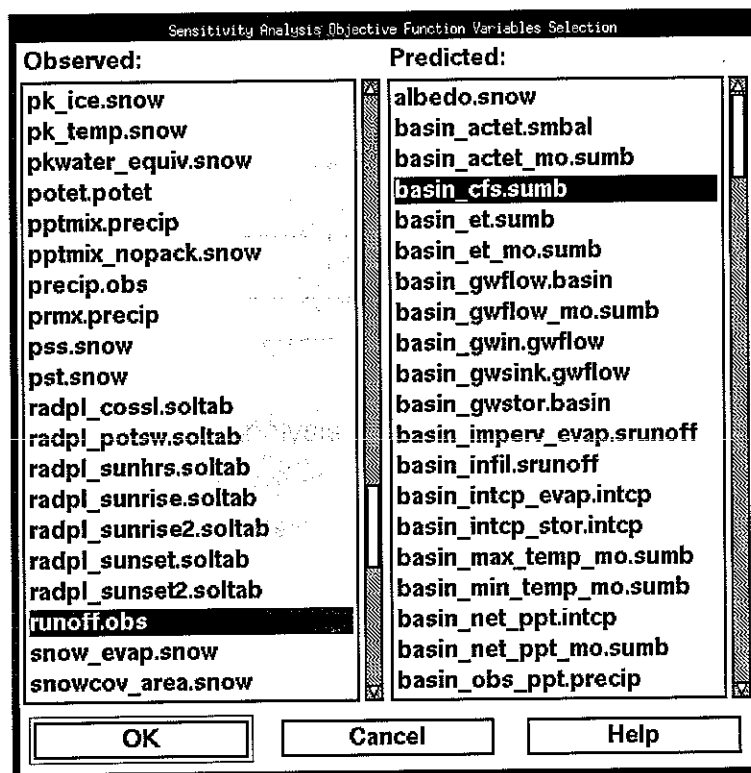 Sensitivity Analysis Objective Function Variables Selection
Observed:
pk_ice.snow
pk_temp.snow
pkwater_equiv.snow
potet.potet
pptmix.precip
pptmix_nopack.snow
precip.obs
prmx.precip
pss.snow
pst.snow
radpl_cossl.soltab
radpl_potsw.soltab
radpl_sunhrs.soltab
radpl_sunrise.soltab
radpl_sunrise2.soltab
radpl_sunset.soltab
radpl_sunset2.soltab
runoff.obs
snow_evap.snow
snowcov_area.snow
Predicted:
albedo.snow
basin_actet.smbal
basin_actet_mo.sumb
basin_cfs.sumb
basin_et.sumb
basin_et_mo.sumb
basin_gwflow.basin
basin_gwflow_mo.sumb
basin_gwin.gwflow
basin_gwsink.gwflow
basin_gwstor.basin
basin_imperv_evap.srunoff
basin_infil.srunoff
basin_intcp_evap.intcp
basin_intcp_stor.intcp
basin_max_temp_mo.sumb
basin_min_temp_mo.sumb
basin_net_ppt.intcp
basin_net_ppt_mo.sumb
basin_obs_ppt.precip
OK
Cancel
Help